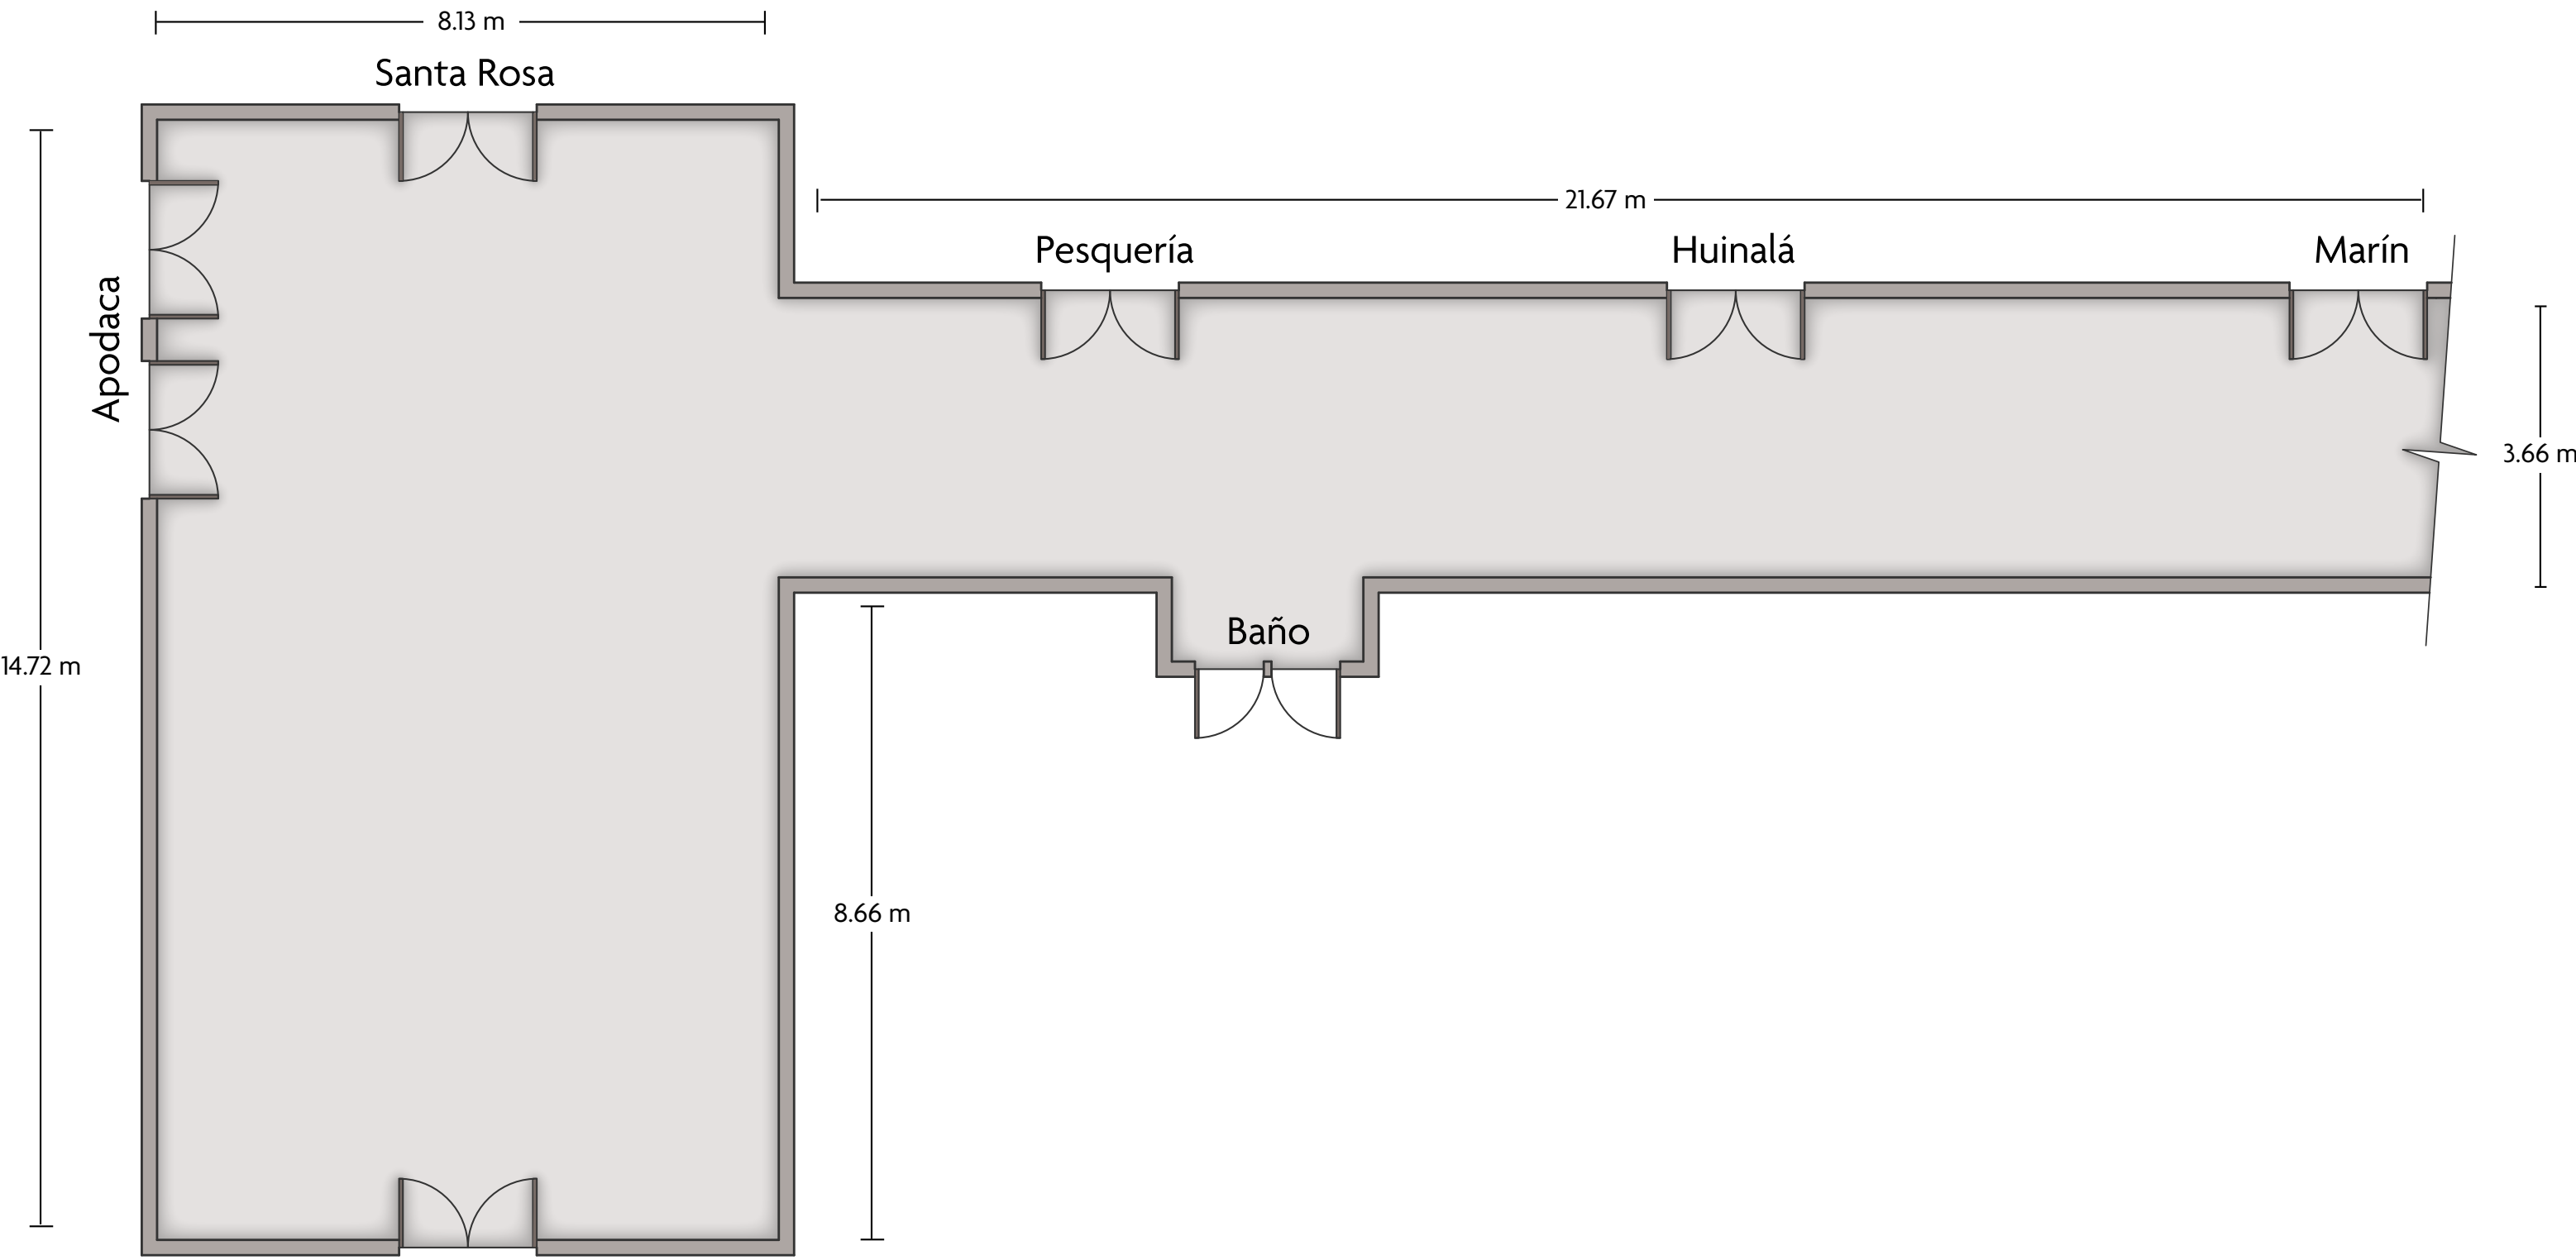 8.13 m
Santa Rosa
21.67 m
Pesquería
Huinalá
Marín
Apodaca
3.66 m
Baño
14.72 m
8.66 m